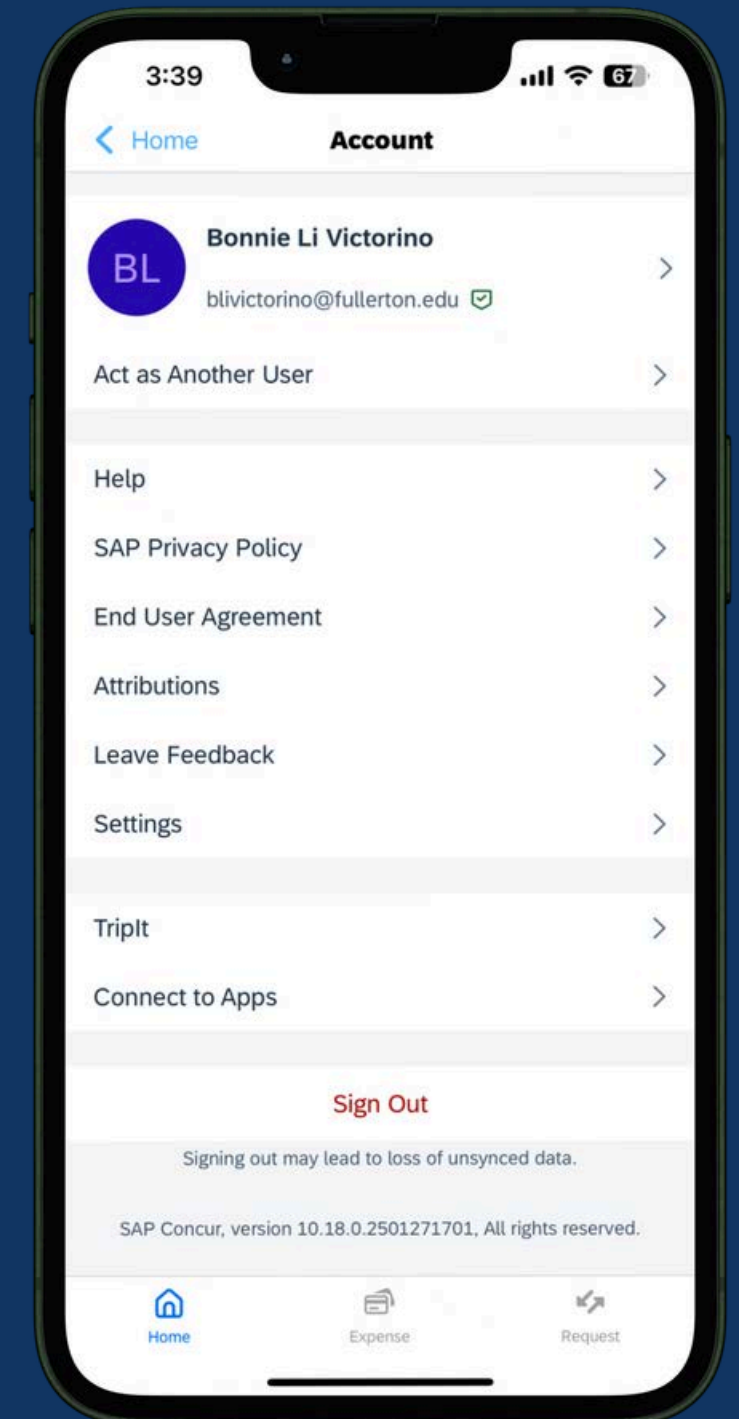 3:39
67
Home
Account
BL
Bonnie Li Victorino
blivictorino@fullerton.edu
Act as Another User
Help
SAP Privacy Policy
End User Agreement
Attributions
Leave Feedback
Settings
TripIt
Connect to Apps
Sign Out
Signing out may lead to loss of unsynced data.
SAP Concur, version 10.18.0.2501271701, All rights reserved.
Home
Expense
Request